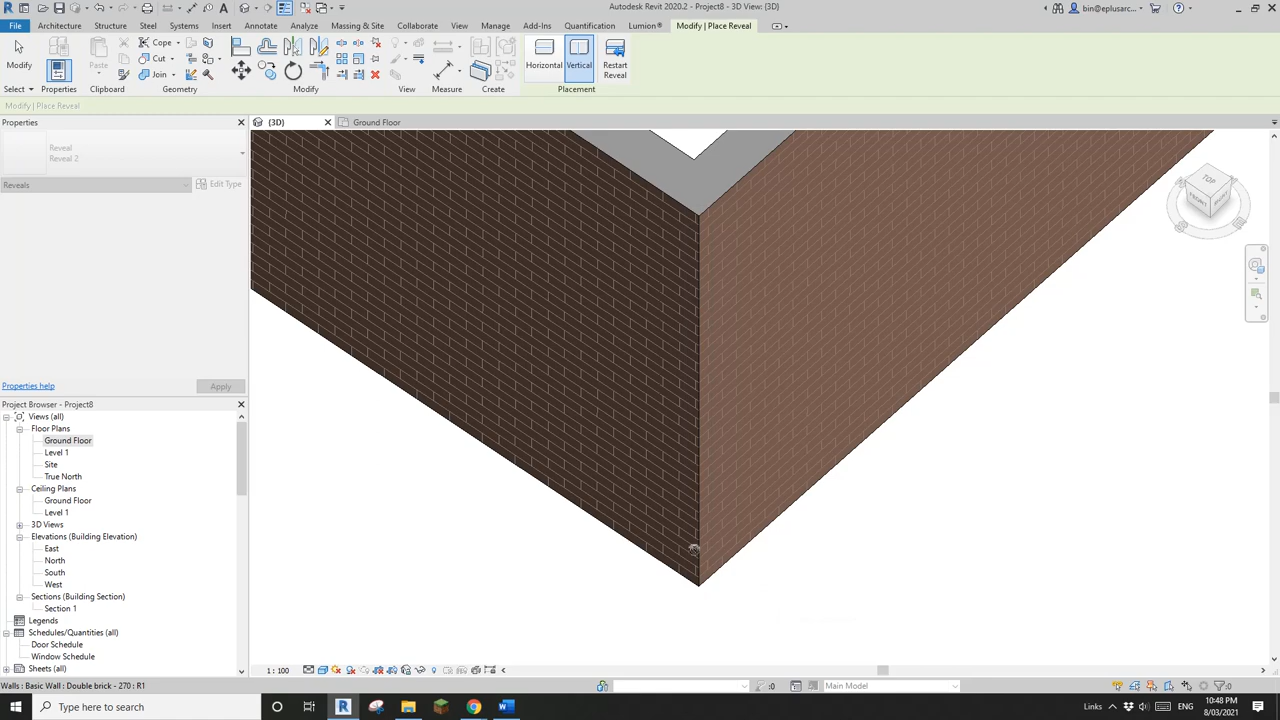 Autodesk Revit 2020.2 - Project8 - 3D View: {3D}
bin@eplusarc...
File Architecture Structure Steel Systems Insert Annotate Analyze Massing & Site Collaborate View Manage Add-Ins Quantification Lumion® Modify | Place Reveal
Modify Paste Cope Cut Join Horizontal Vertical Restart Reveal
Select Properties Clipboard Geometry Modify View Measure Create Placement
Modify | Place Reveal
Properties
{3D} Ground Floor
Reveal
Reveal 2
Reveals Edit Type
TOP
FRONT
RIGHT
Properties help Apply
Project Browser - Project8
Views (all)
Floor Plans
Ground Floor
Level 1
Site
True North
Ceiling Plans
Ground Floor
Level 1
3D Views
Elevations (Building Elevation)
East
North
South
West
Sections (Building Section)
Section 1
Legends
Schedules/Quantities (all)
Door Schedule
Window Schedule
Sheets (all)
1 : 100
Walls : Basic Wall : Double brick - 270 : R1 :0 Main Model :0
Type here to search Links ENG 10:48 PM
8/03/2021